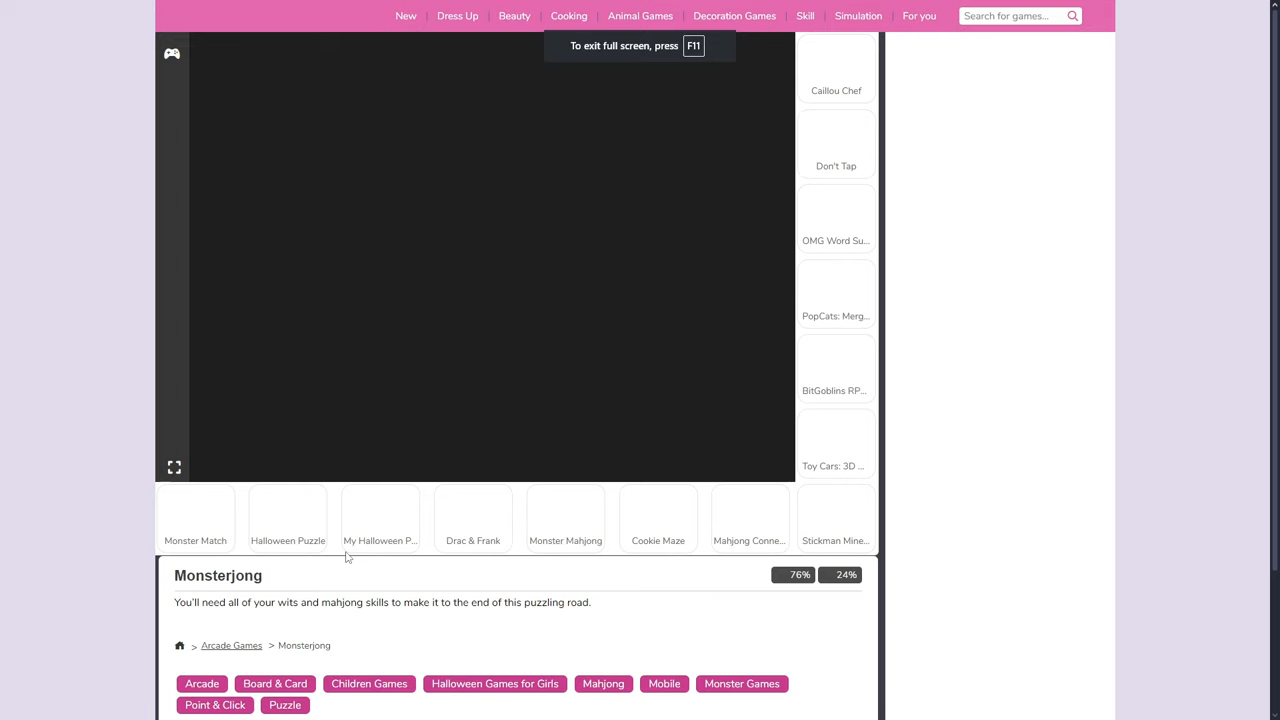 New | Dress Up | Beauty | Cooking | Animal Games | Decoration Games | Skill | Simulation | For you
Search for games...
To exit full screen, press F11
Caillou Chef
Don't Tap
OMG Word Su...
PopCats: Merg...
BitGoblins RP...
Toy Cars: 3D ...
Monster Match
Halloween Puzzle
My Halloween P...
Drac & Frank
Monster Mahjong
Cookie Maze
Mahjong Conne...
Stickman Mine...
Monsterjong
76%
24%
You'll need all of your wits and mahjong skills to make it to the end of this puzzling road.
> Arcade Games > Monsterjong
Arcade
Board & Card
Children Games
Halloween Games for Girls
Mahjong
Mobile
Monster Games
Point & Click
Puzzle